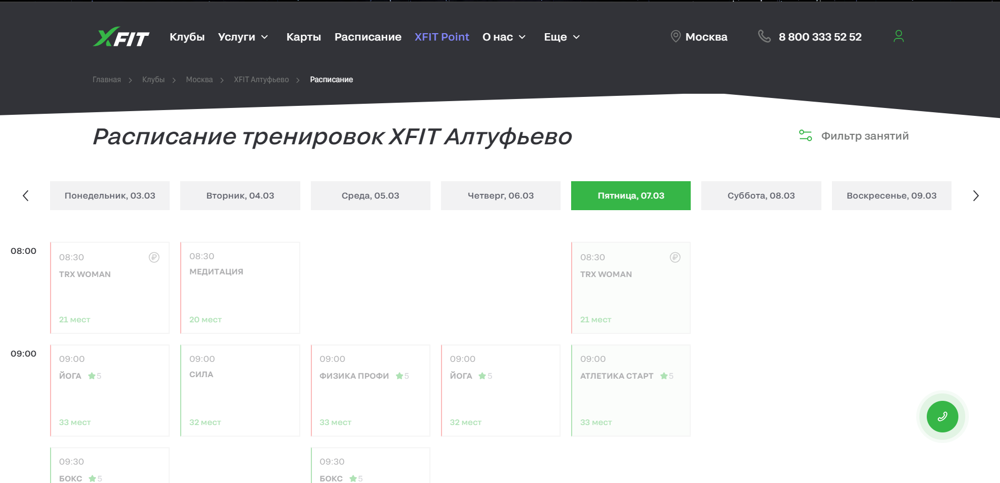 XFIT Клубы Услуги Карты Расписание XFIT Point О нас Еще Москва 8 800 333 52 52
Главная Клубы Москва XFIT Алтуфьево Расписание
Расписание тренировок XFIT Алтуфьево
Фильтр занятий
Понедельник, 03.03 Вторник, 04.03 Среда, 05.03 Четверг, 06.03 Пятница, 07.03 Суббота, 08.03 Воскресенье, 09.03
08:00
08:30 08:30 08:30
TRX WOMAN МЕДИТАЦИЯ TRX WOMAN
21 мест 20 мест 21 мест
09:00
09:00 09:00 09:00 09:00 09:00
ЙОГА 5 СИЛА ФИЗИКА ПРОФИ 5 ЙОГА 5 АТЛЕТИКА СТАРТ 5
33 мест 32 мест 33 мест 32 мест 33 мест
09:30 09:30
БОКС 5 БОКС 5